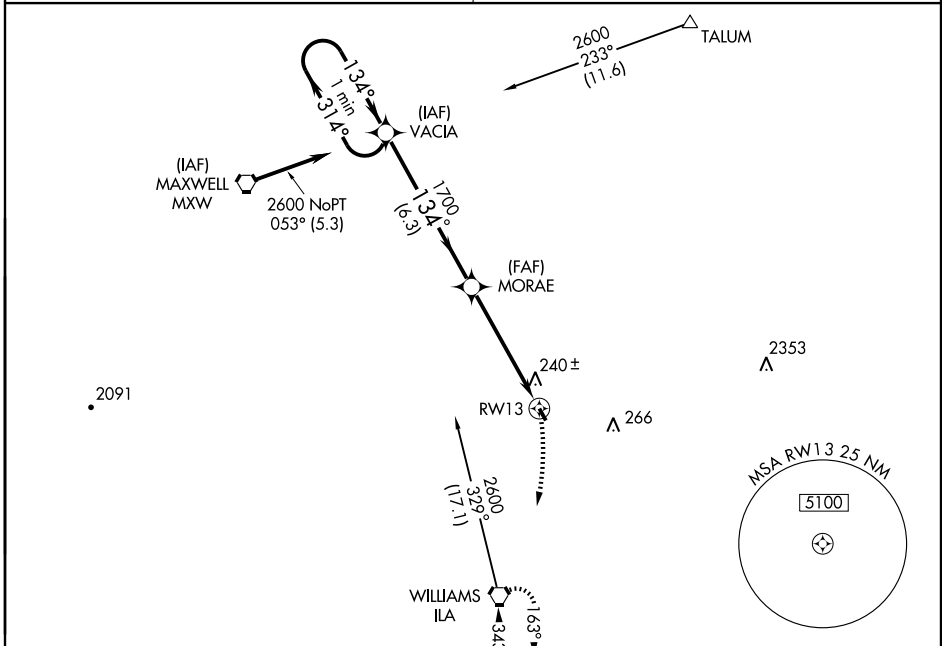 TALUM
2600
233°
(11.6)
134°
1 min
314°
(IAF)
VACIA
(IAF)
MAXWELL
MXW
2600 NoPT
053° (5.3)
1700
134°
(6.3)
(FAF)
MORAE
240 ±
2353
2091
RW13
266
MSA RW13 25 NM
5100
2600
329°
(17.1)
WILLIAMS
ILA
163°